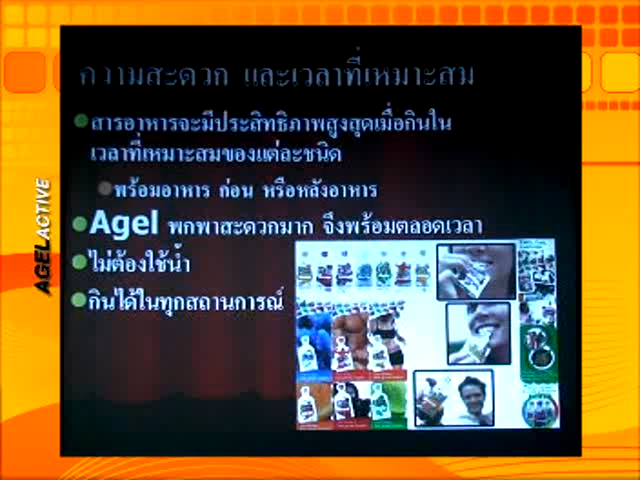 ความสะดวก และเวลาที่เหมาะสม
สารอาหารจะมีประสิทธิภาพสูงสุดเมื่อกินใน
เวลาที่เหมาะสมของแต่ละชนิด
พร้อมอาหาร ก่อน หรือหลังอาหาร
Agel พกพาสะดวกมาก จึงพร้อมตลอดเวลา
ไม่ต้องใช้น้ำ
กินได้ในทุกสถานการณ์
AGELACTIVE